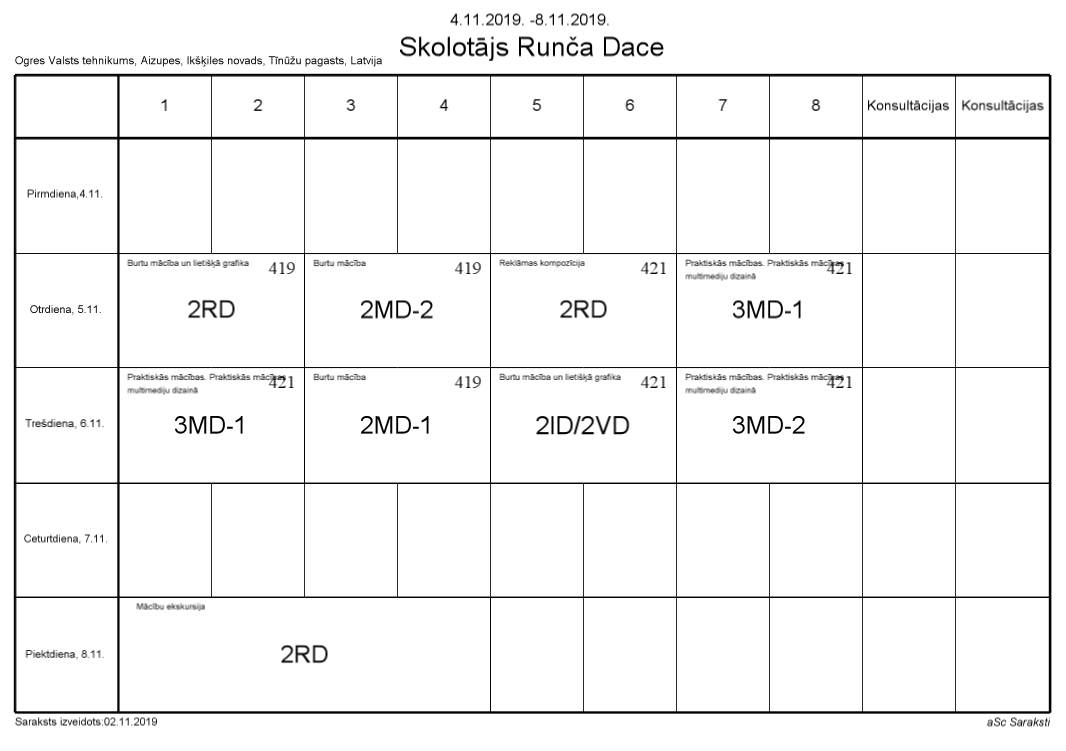 4.11.2019. -8.11.2019.
Skolotājs Runča Dace
Ogres Valsts tehnikums, Aizupes, Ikšķiles novads, Tīnūžu pagasts, Latvija
1 2 3 4 5 6 7 8 Konsultācijas Konsultācijas
Pirmdiena,4.11.
Otrdiena, 5.11.
Burtu mācība un lietišķā grafika 419
2RD
Burtu mācība 419
2MD-2
Reklāmas kompozīcija 421
2RD
Praktiskās mācības. Praktiskās mācības 421
multimediju dizainā
3MD-1
Trešdiena, 6.11.
Praktiskās mācības. Praktiskās mācības 421
multimediju dizainā
3MD-1
Burtu mācība 419
2MD-1
Burtu mācība un lietišķā grafika 421
2ID/2VD
Praktiskās mācības. Praktiskās mācības 421
multimediju dizainā
3MD-2
Ceturtdiena, 7.11.
Piektdiena, 8.11.
Mācību ekskursija
2RD
Saraksts izveidots:02.11.2019
aSc Saraksti